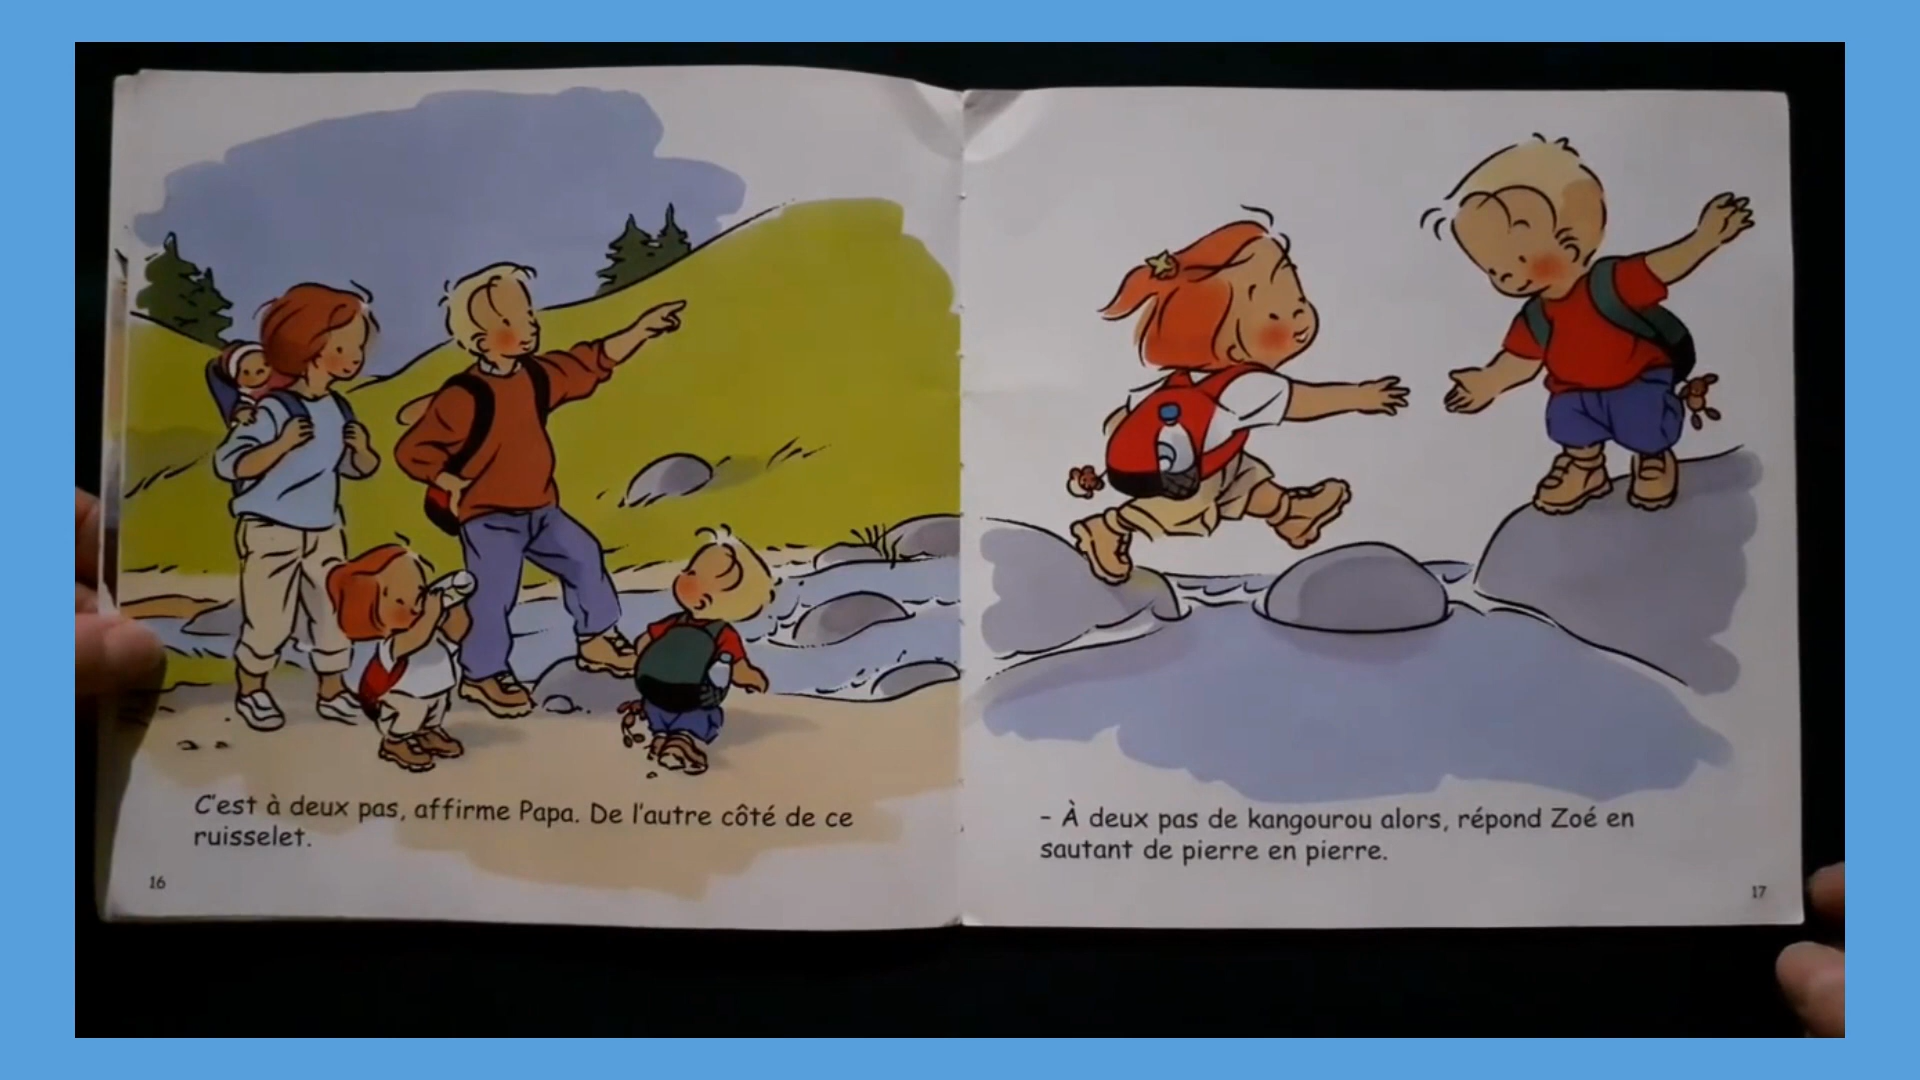 C'est à deux pas, affirme Papa. De l'autre côté de ce
ruisselet.
16
- À deux pas de kangourou alors, répond Zoé en
sautant de pierre en pierre.
17